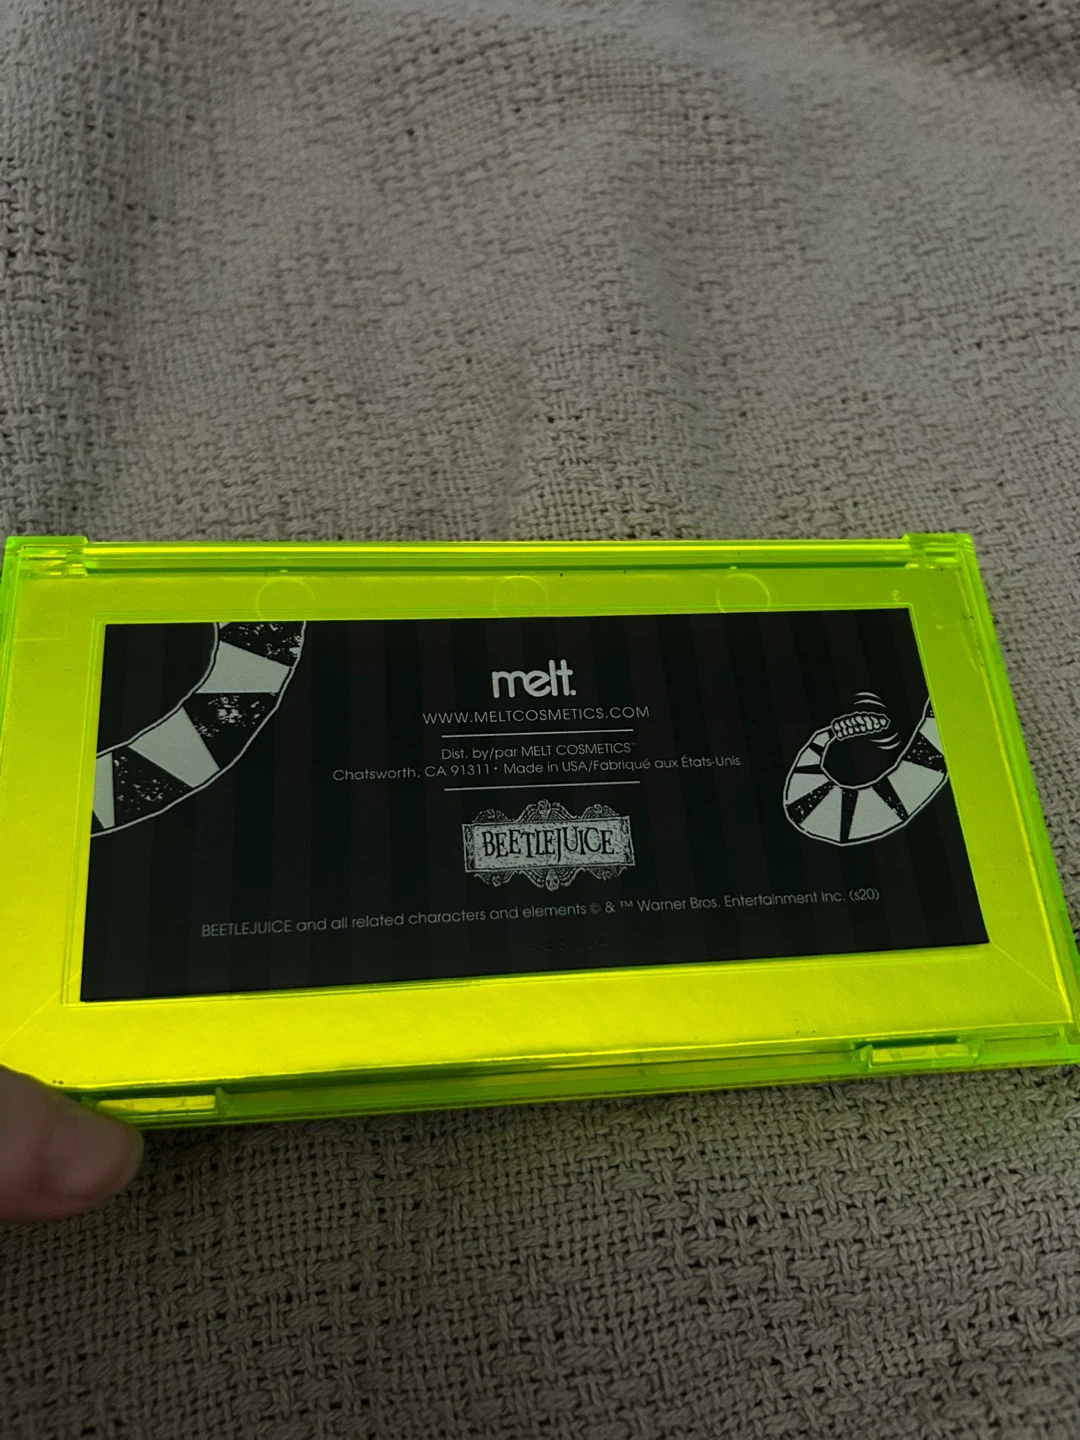 melt.
WWW.MELTCOSMETICS.COM
Dist. by/par MELT COSMETICS™
Chatsworth, CA 91311 • Made in USA/Fabriqué aux États-Unis
BEETLEJUICE
BEETLEJUICE and all related characters and elements © & ™ Warner Bros. Entertainment Inc. (s20)